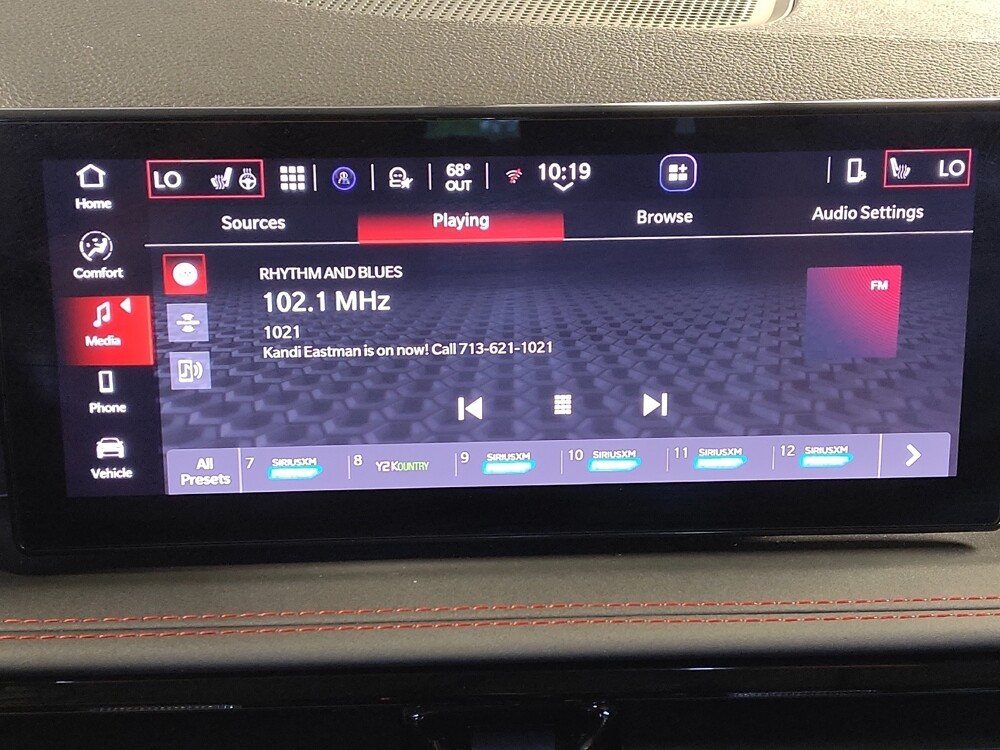 Home
LO
68°
OUT
10:19
LO
Sources
Playing
Browse
Audio Settings
Comfort
Media
Phone
Vehicle
RHYTHM AND BLUES
102.1 MHz
1021
Kandi Eastman is on now! Call 713-621-1021
FM
All
Presets
7 SIRIUSXM
8 Y2KOUNTRY
9 SIRIUSXM
10 SIRIUSXM
11 SIRIUSXM
12 SIRIUSXM